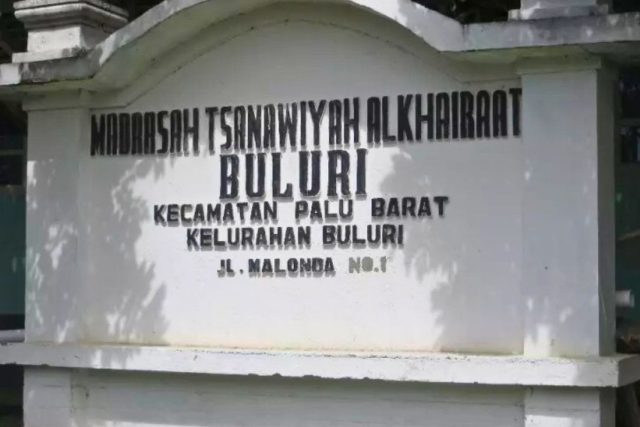 MADRASAH TSANAWIYAH ALKHAIRAAT
BULURI
KECAMATAN PALU BARAT
KELURAHAN BULURI
JL. MALONDA NO.1